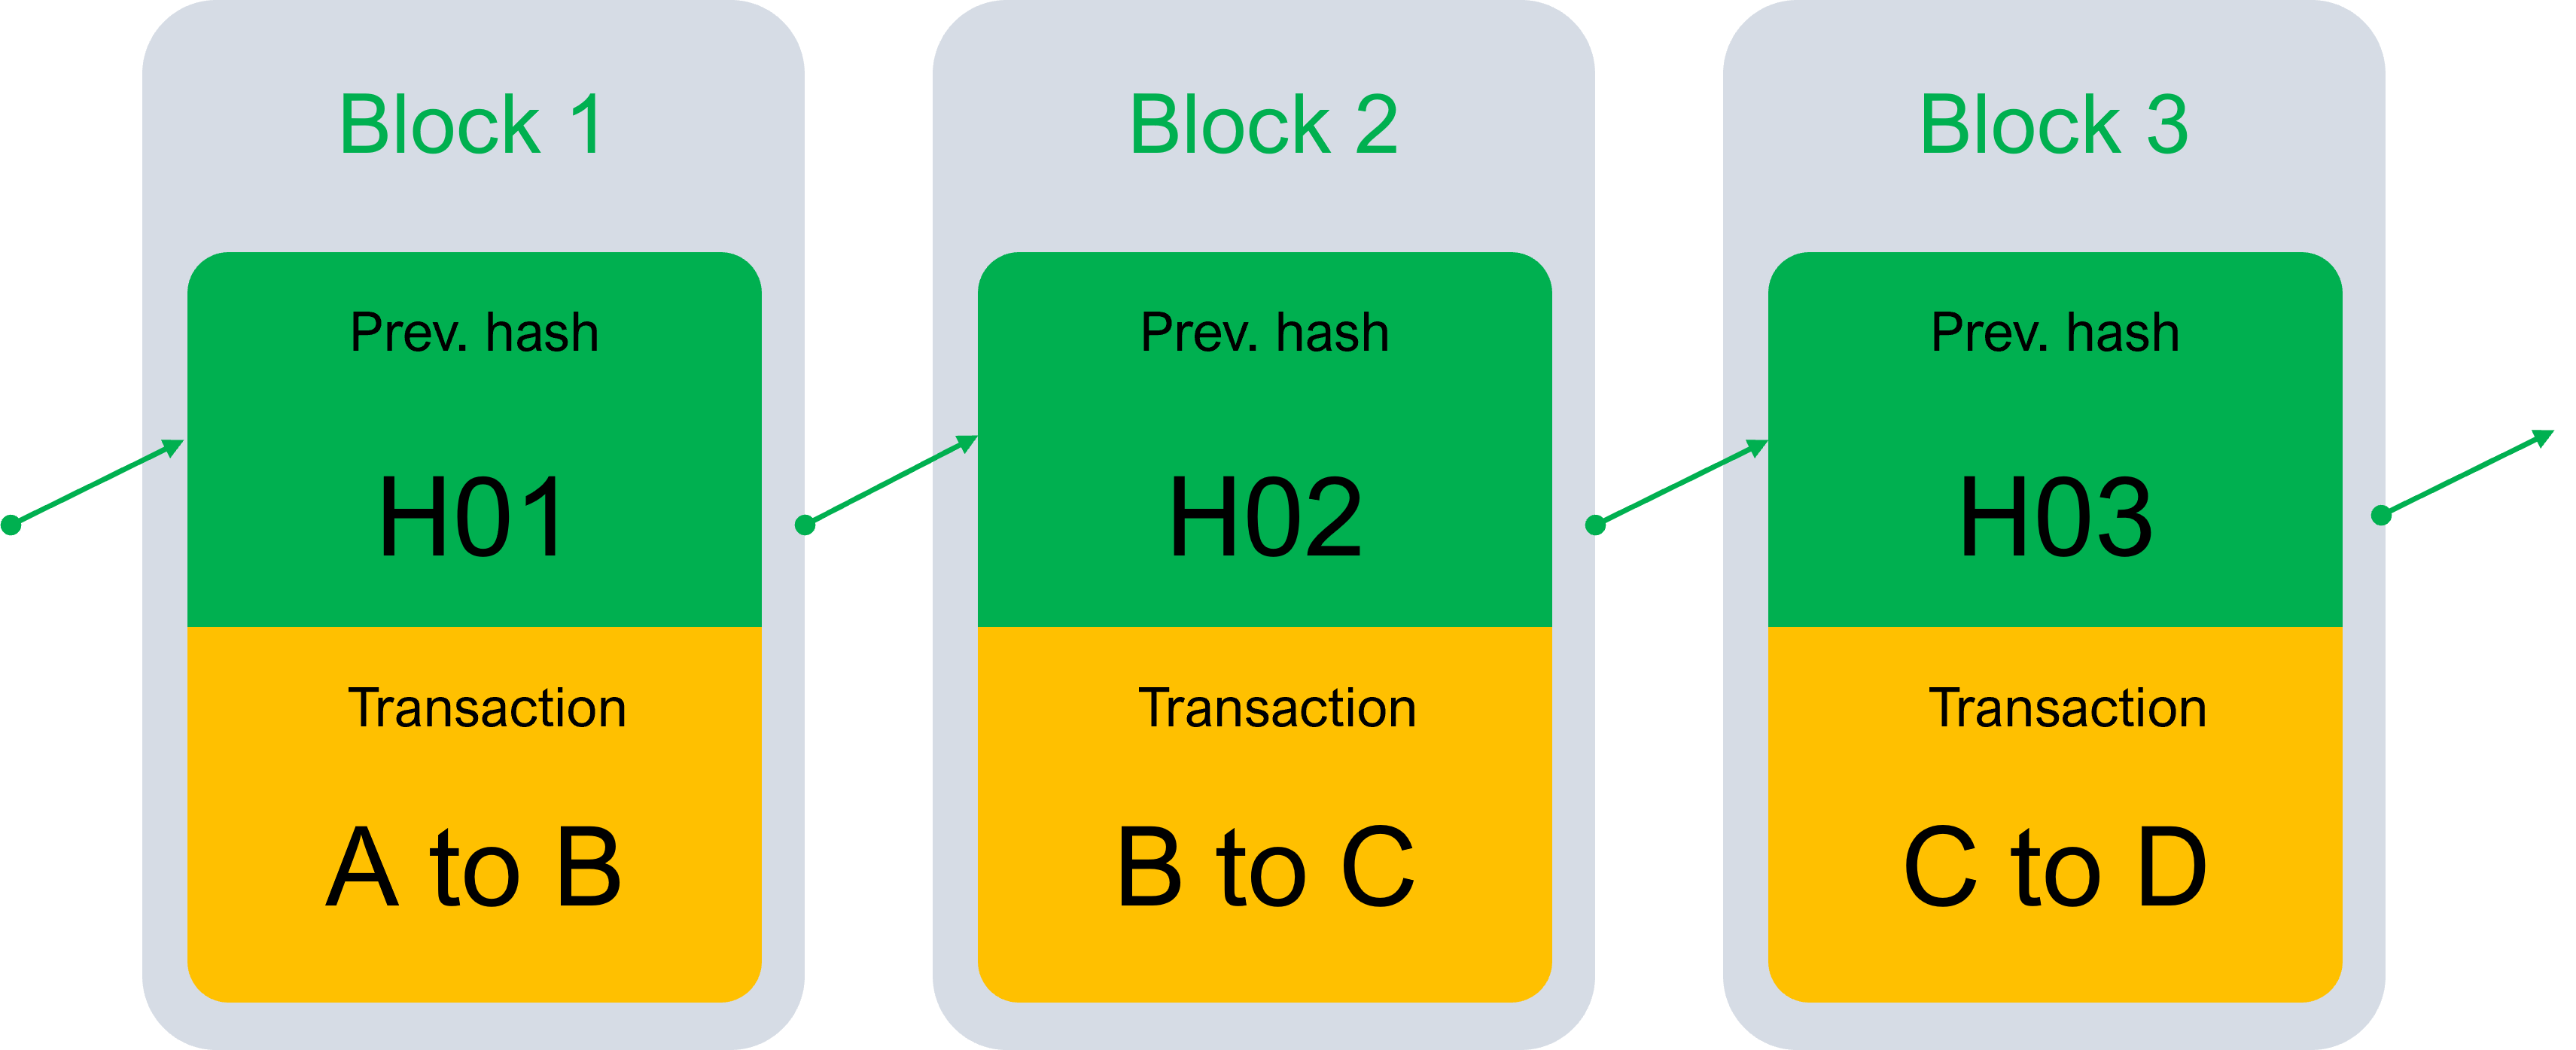 Block 1
Prev. hash
H01
Transaction
A to B
Block 2
Prev. hash
H02
Transaction
B to C
Block 3
Prev. hash
H03
Transaction
C to D